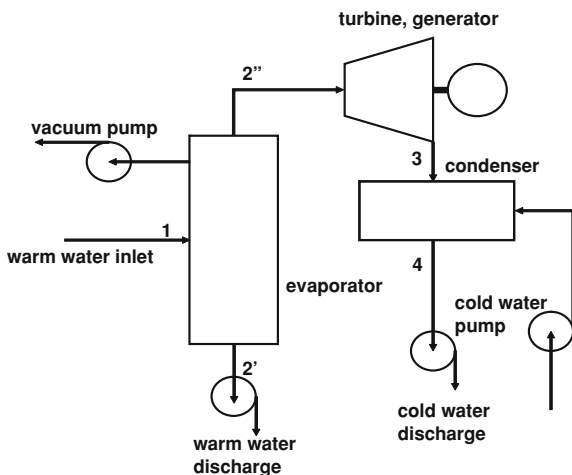 turbine, generator
2”
vacuum pump
3
condenser
1
warm water inlet
4
evaporator
cold water
pump
2’
cold water
discharge
warm water
discharge